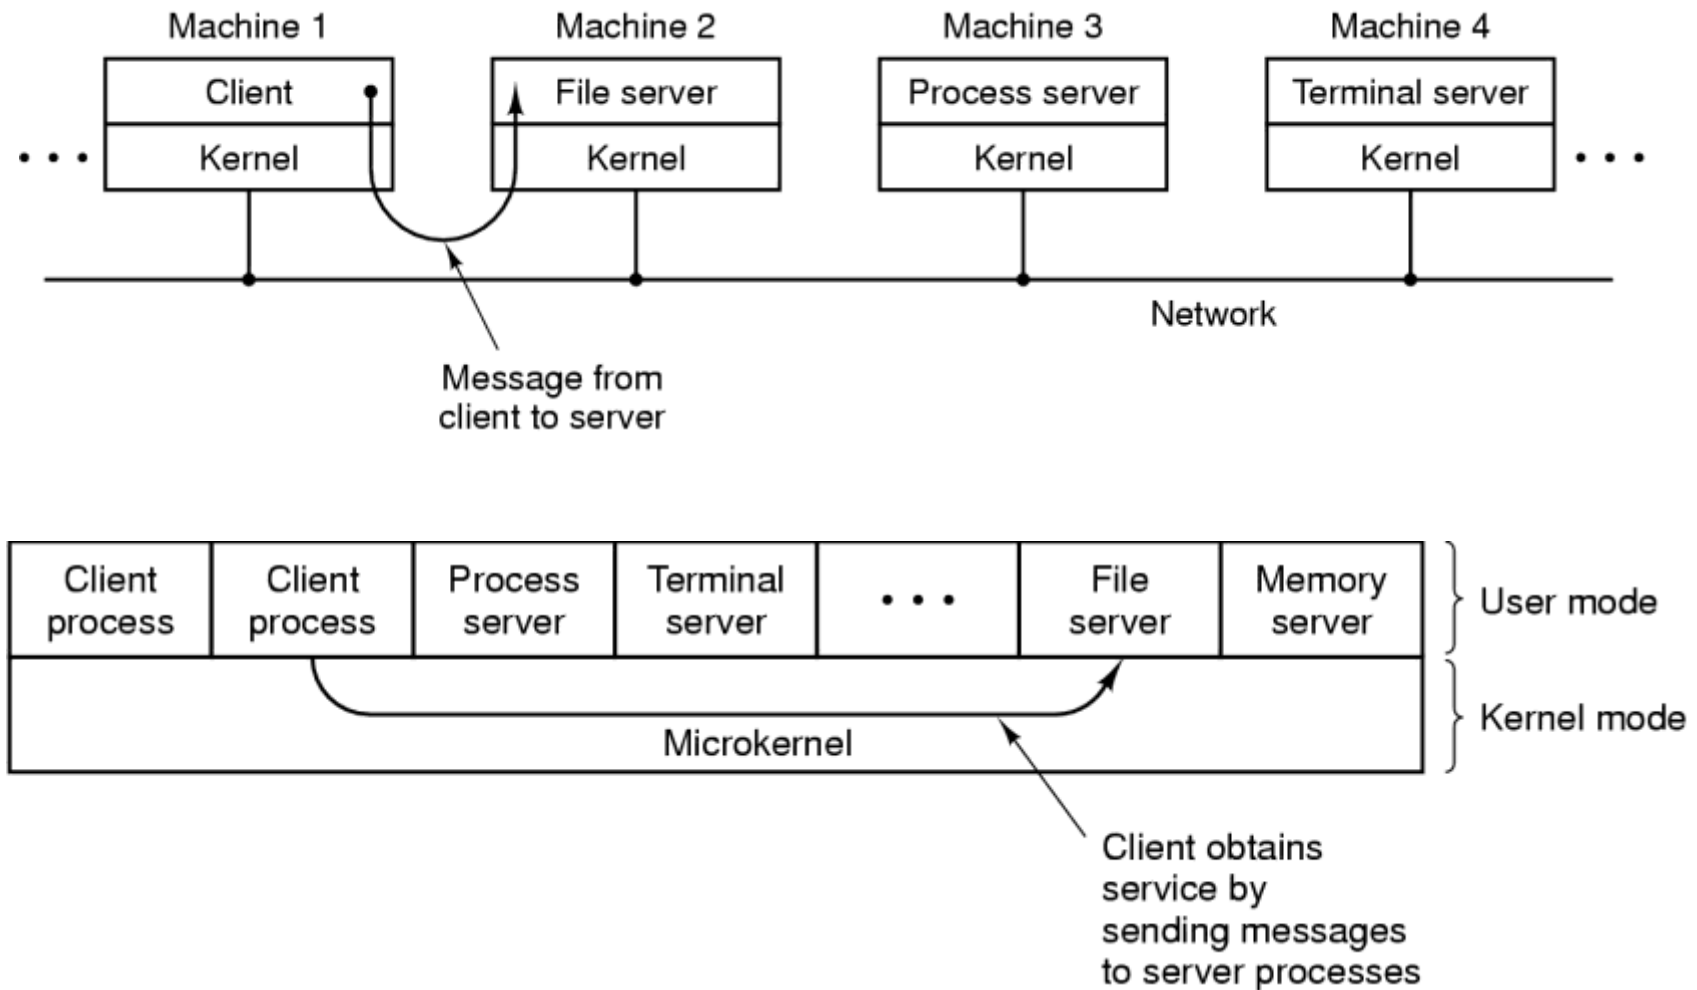 Machine 1
Machine 2
Machine 3
Machine 4
Client
File server
Process server
Terminal server
• • •
Kernel
Kernel
Kernel
Kernel
• • •
Network
Message from
client to server
Client
process
Client
process
Process
server
Terminal
server
• • •
File
server
Memory
server
User mode
Microkernel
Kernel mode
Client obtains
service by
sending messages
to server processes